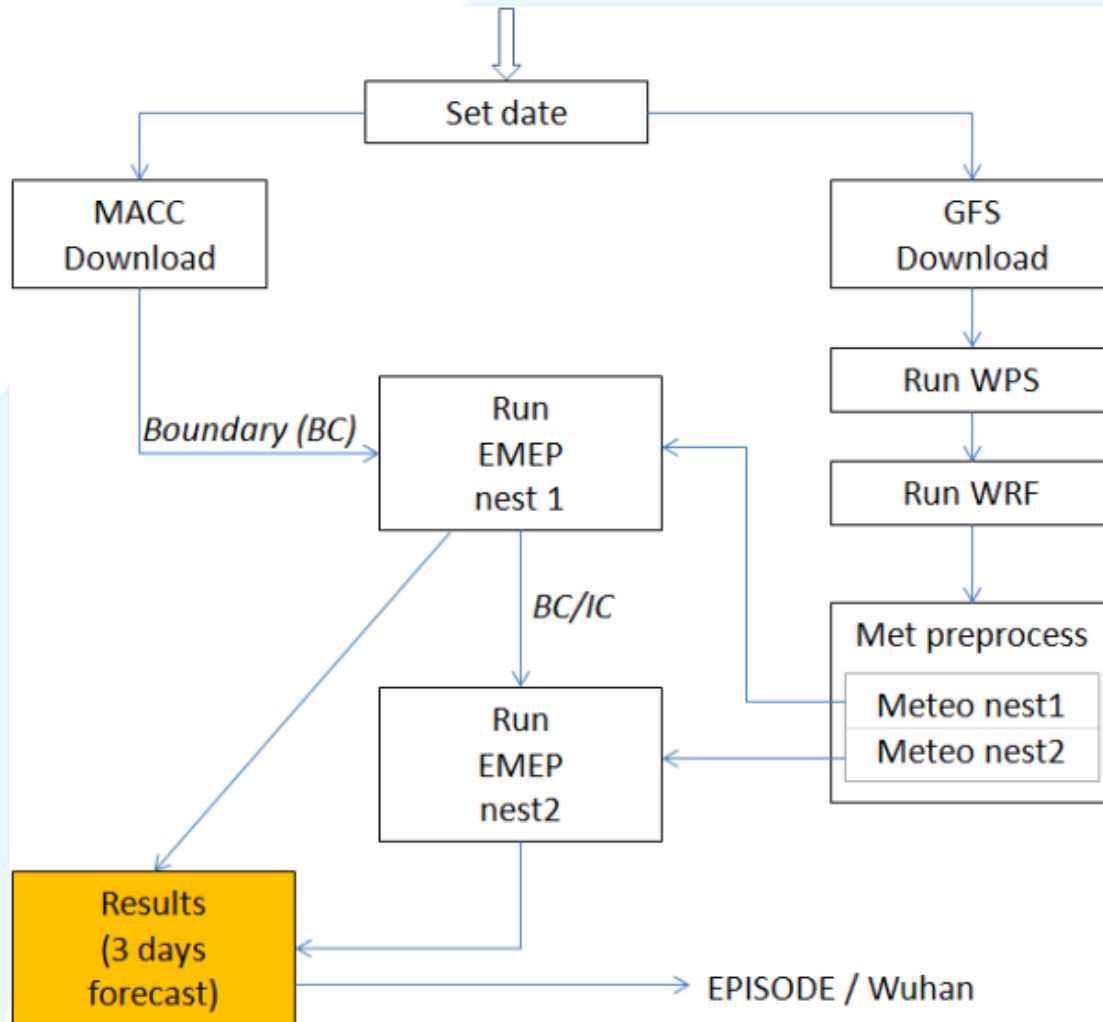 Set date
MACC
Download
GFS
Download
Run WPS
Boundary (BC)
Run
EMEP
nest 1
Run WRF
BC/IC
Met preprocess
Meteo nest1
Meteo nest2
Run
EMEP
nest2
Results
(3 days
forecast)
EPISODE / Wuhan